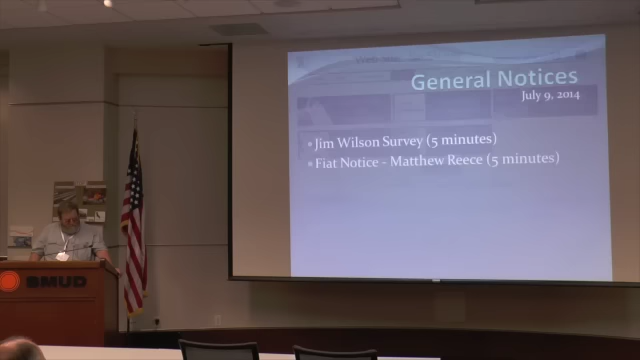 General Notices
July 9, 2014
Jim Wilson Survey (5 minutes)
Fiat Notice - Matthew Reece (5 minutes)
SMUD